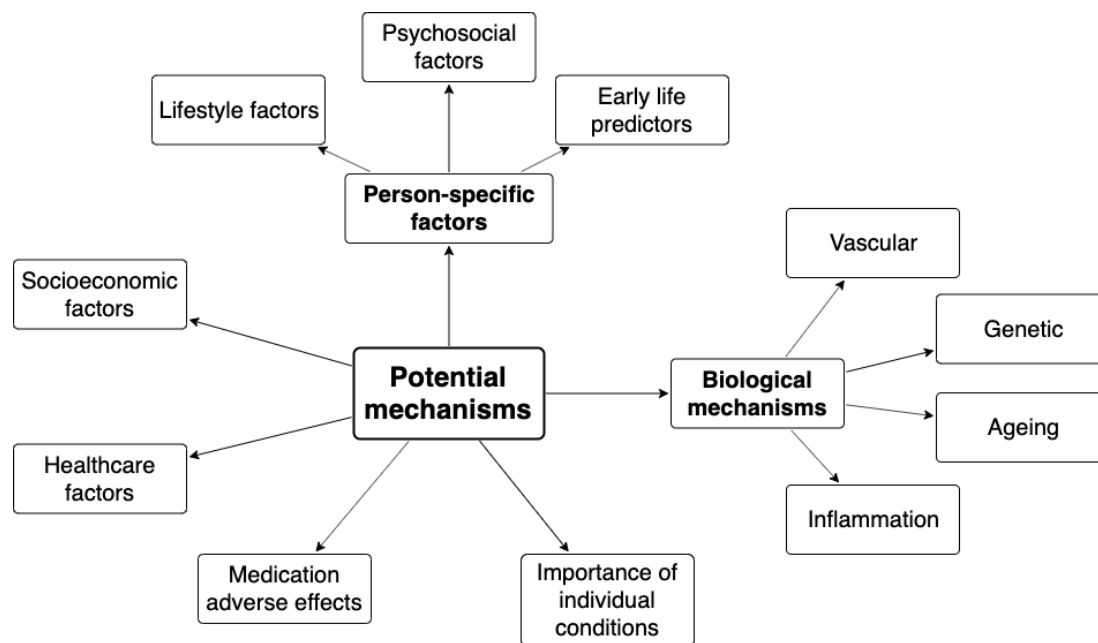 Psychosocial
factors
Lifestyle factors
Early life
predictors
Person-specific
factors
Vascular
Socioeconomic
factors
Genetic
Potential
mechanisms
Biological
mechanisms
Ageing
Healthcare
factors
Inflammation
Medication
adverse effects
Importance of
individual
conditions